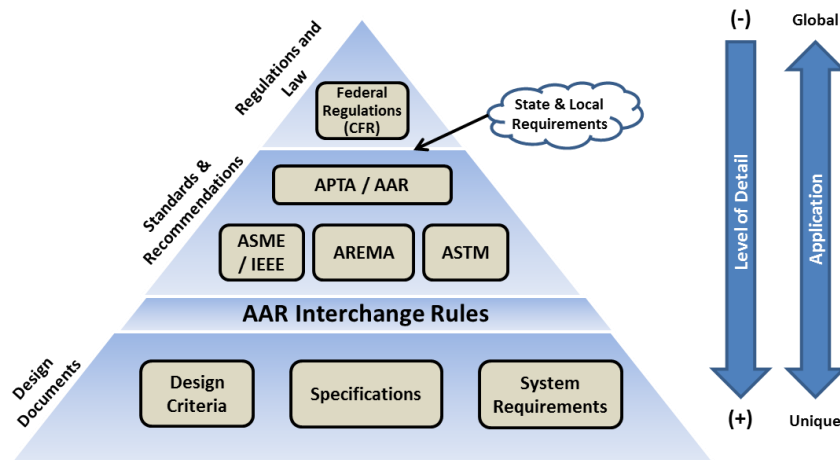 Regulations and
Law
Federal
Regulations
(CFR)
State & Local
Requirements
Standards &
Recommendations
APTA / AAR
ASME
/ IEEE
AREMA
ASTM
AAR Interchange Rules
Design
Documents
Design
Criteria
Specifications
System
Requirements
(-)
Level of Detail
(+)
Global
Application
Unique